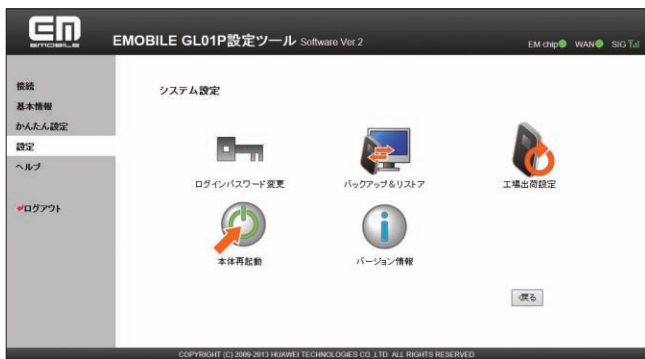 EM
EMOBILE
EMOBILE GL01P設定ツール Software Ver.2
EM chip WAN SIG
接続
基本情報
かんたん設定
設定
ヘルプ
ログアウト
システム設定
ログインパスワード変更
バックアップ&リストア
工場出荷設定
本体再起動
バージョン情報
戻る
COPYRIGHT (C) 2009-2013 HUAWEI TECHNOLOGIES CO.,LTD. ALL RIGHTS RESERVED.